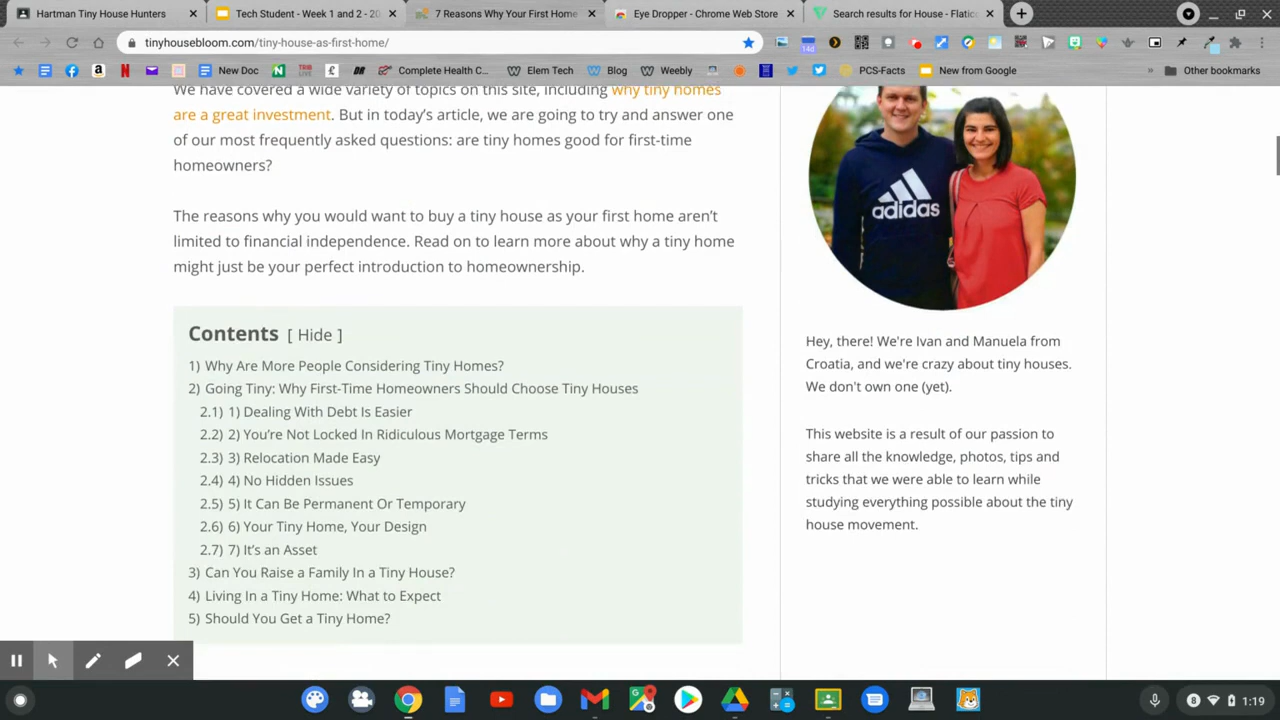 Hartman Tiny House Hunters
Tech Student - Week 1 and 2 - 20
7 Reasons Why Your First Home
Eye Dropper - Chrome Web Store
Search results for House - Flatic
tinyhousebloom.com/tiny-house-as-first-home/
14d
New Doc
Complete Health C...
Elem Tech
Blog
Weebly
PCS-Facts
New from Google
Other bookmarks
We have covered a wide variety of topics on this site, including why tiny homes
are a great investment. But in today's article, we are going to try and answer one
of our most frequently asked questions: are tiny homes good for first-time
homeowners?
The reasons why you would want to buy a tiny house as your first home aren't
limited to financial independence. Read on to learn more about why a tiny home
might just be your perfect introduction to homeownership.
Contents [ Hide ]
1) Why Are More People Considering Tiny Homes?
2) Going Tiny: Why First-Time Homeowners Should Choose Tiny Houses
2.1) 1) Dealing With Debt Is Easier
2.2) 2) You're Not Locked In Ridiculous Mortgage Terms
2.3) 3) Relocation Made Easy
2.4) 4) No Hidden Issues
2.5) 5) It Can Be Permanent Or Temporary
2.6) 6) Your Tiny Home, Your Design
2.7) 7) It's an Asset
3) Can You Raise a Family In a Tiny House?
4) Living In a Tiny Home: What to Expect
5) Should You Get a Tiny Home?
adidas
Hey, there! We're Ivan and Manuela from
Croatia, and we're crazy about tiny houses.
We don't own one (yet).
This website is a result of our passion to
share all the knowledge, photos, tips and
tricks that we were able to learn while
studying everything possible about the tiny
house movement.
8
1:19